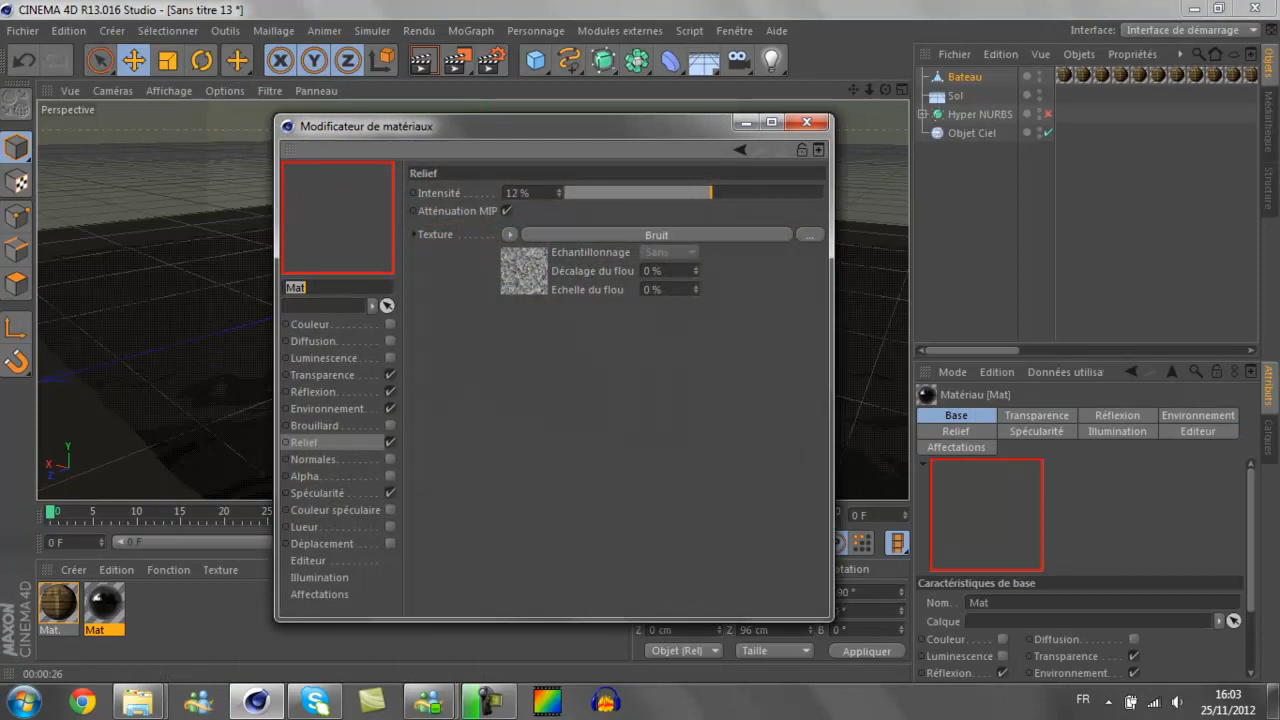 CINEMA 4D R13.016 Studio - [Sans titre 13 *]
Fichier Edition Créer Sélectionner Outils Maillage Animer Simuler Rendu MoGraph Personnage Modules externes Script Fenêtre Aide Interface: Interface de démarrage
X Y Z
Fichier Edition Vue Objets Propriétés
Objets
Médiathèque
Structure
Bateau
Sol
Hyper NURBS
Objet Ciel
Vue Caméras Affichage Options Filtre Panneau
Perspective
Y
X
Z
Modificateur de matériaux
Mat
Couleur
Diffusion
Luminescence
Transparence
Réflexion
Environnement
Brouillard
Relief
Normales
Alpha
Spécularité
Couleur spéculaire
Lueur
Déplacement
Editeur
Illumination
Affectations
Relief
Intensité 12 %
Atténuation MIP
Texture Bruit ...
Echantillonnage Sans
Décalage du flou 0 %
Echelle du flou 0 %
0 5 10 15 20 25
0 F
0 F 0 F
Créer Edition Fonction Texture
Mat. Mat
0 cm Z 96 cm B 0 °
Objet (Rel) Taille Appliquer
Mode Edition Données utilisa
Attributs
Calques
Matériau [Mat]
Base Transparence Réflexion Environnement
Relief Spécularité Illumination Editeur
Affectations
Caractéristiques de base
Nom. . Mat
Calque
Couleur Diffusion
Luminescence Transparence
Réflexion Environnement
MAXON
CINEMA 4D
00:00:26
FR
16:03
25/11/2012